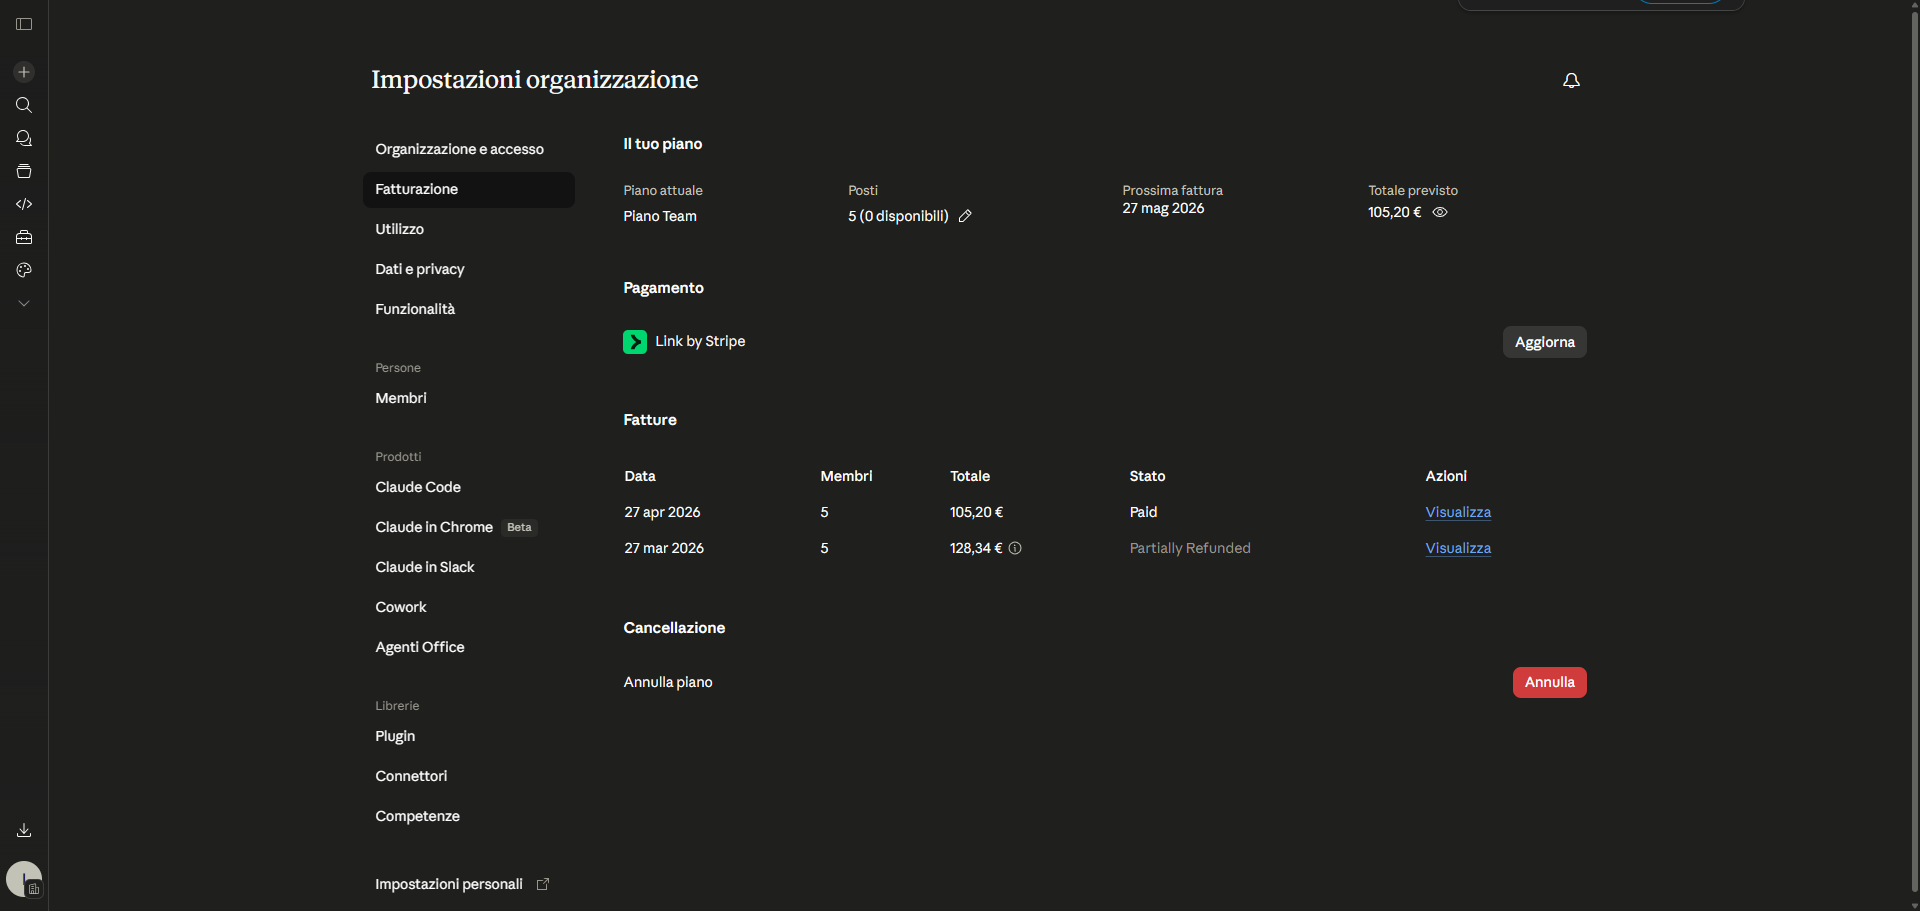 Impostazioni organizzazione
Organizzazione e accesso
Fatturazione
Utilizzo
Dati e privacy
Funzionalità
Persone
Membri
Prodotti
Claude Code
Claude in Chrome Beta
Claude in Slack
Cowork
Agenti Office
Librerie
Plugin
Connettori
Competenze
Impostazioni personali
Il tuo piano
Piano attuale Posti Prossima fattura Totale previsto
Piano Team 5 (0 disponibili) 27 mag 2026 105,20 €
Pagamento
Link by Stripe Aggiorna
Fatture
Data Membri Totale Stato Azioni
27 apr 2026 5 105,20 € Paid Visualizza
27 mar 2026 5 128,34 € Partially Refunded Visualizza
Cancellazione
Annulla piano Annulla